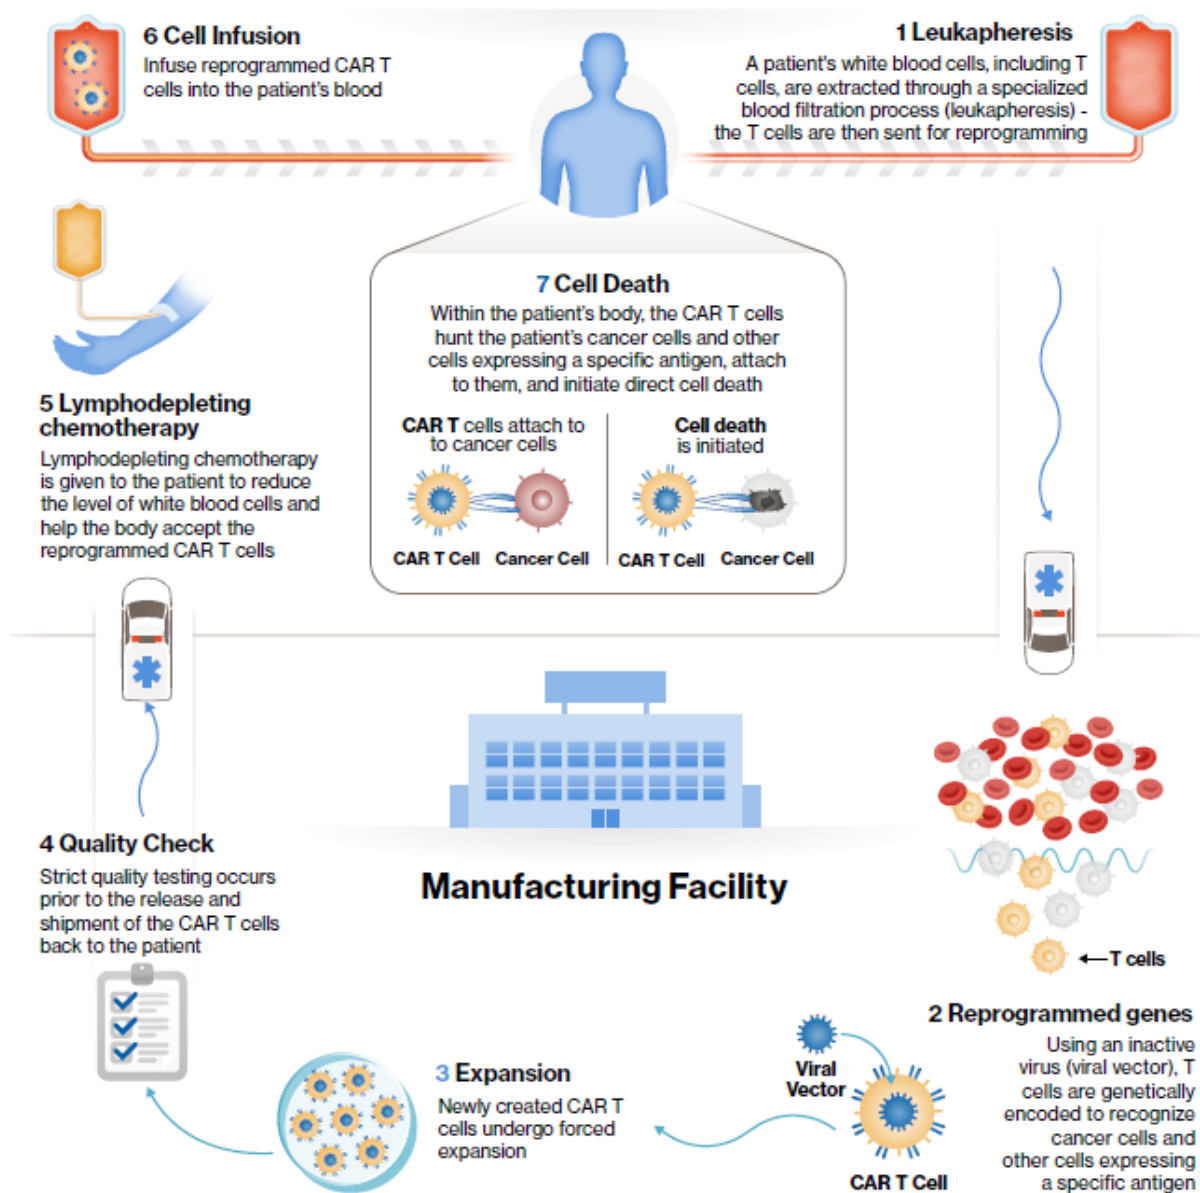 6 Cell Infusion
Infuse reprogrammed CAR T
cells into the patient's blood
1 Leukapheresis
A patient's white blood cells, including T
cells, are extracted through a specialized
blood filtration process (leukapheresis) -
the T cells are then sent for reprogramming
7 Cell Death
Within the patient's body, the CAR T cells
hunt the patient's cancer cells and other
cells expressing a specific antigen, attach
to them, and initiate direct cell death
CAR T cells attach to
to cancer cells
Cell death
is initiated
CAR T Cell
Cancer Cell
CAR T Cell
Cancer Cell
5 Lymphodepleting
chemotherapy
Lymphodepleting chemotherapy
is given to the patient to reduce
the level of white blood cells and
help the body accept the
reprogrammed CAR T cells
4 Quality Check
Strict quality testing occurs
prior to the release and
shipment of the CAR T cells
back to the patient
Manufacturing Facility
T cells
2 Reprogrammed genes
Using an inactive
virus (viral vector), T
cells are genetically
encoded to recognize
cancer cells and
other cells expressing
a specific antigen
Viral
Vector
CAR T Cell
3 Expansion
Newly created CAR T
cells undergo forced
expansion